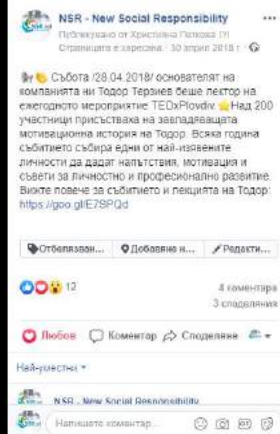 NSR - New Social Responsibility
Публикувано от Христина Петкова [?]
Страницата е харесана · 30 април 2018 г ·
Събота /28.04.2018/ основателят на
компанията ни Тодор Терзиев беше лектор на
ежегодното мероприятие TEDxPlovdiv. Над 200
участници присъстваха на завладяващата
мотивационна история на Тодор. Всяка година
събитието събира едни от най-изявените
личности да дадат напътствия, мотивация и
съвети за личностно и професионално развитие.
Вижте повече за събитието и лекцията на Тодор:
https://goo.gl/E7SPQd
Отбелязван... Добавяне н... Редакти...
12 4 коментара
3 споделяния
Любов Коментар Споделяне
Най-уместни
NSR - New Social Responsibility
Напишете коментар...